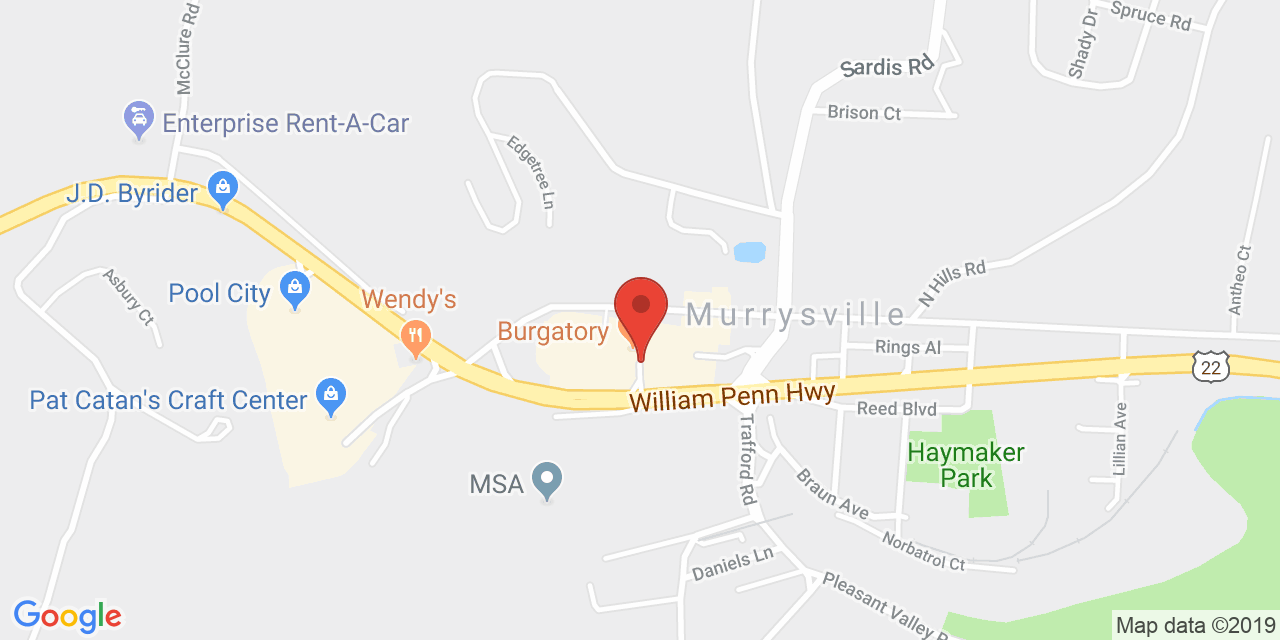 McClure Rd
Spruce Rd
Shady Dr
Sardis Rd
Brison Ct
Enterprise Rent-A-Car
Edgetree Ln
J.D. Byrider
Antheo Ct
N Hills Rd
Asbury Ct
Pool City
Wendy's
Murrysville
Burgatory
Rings Al
22
Pat Catan's Craft Center
William Penn Hwy
Reed Blvd
Lillian Ave
Trafford Rd
Haymaker
Park
MSA
Braun Ave
Norbatrol Ct
Daniels Ln
Pleasant Valley
Google
Map data ©2019